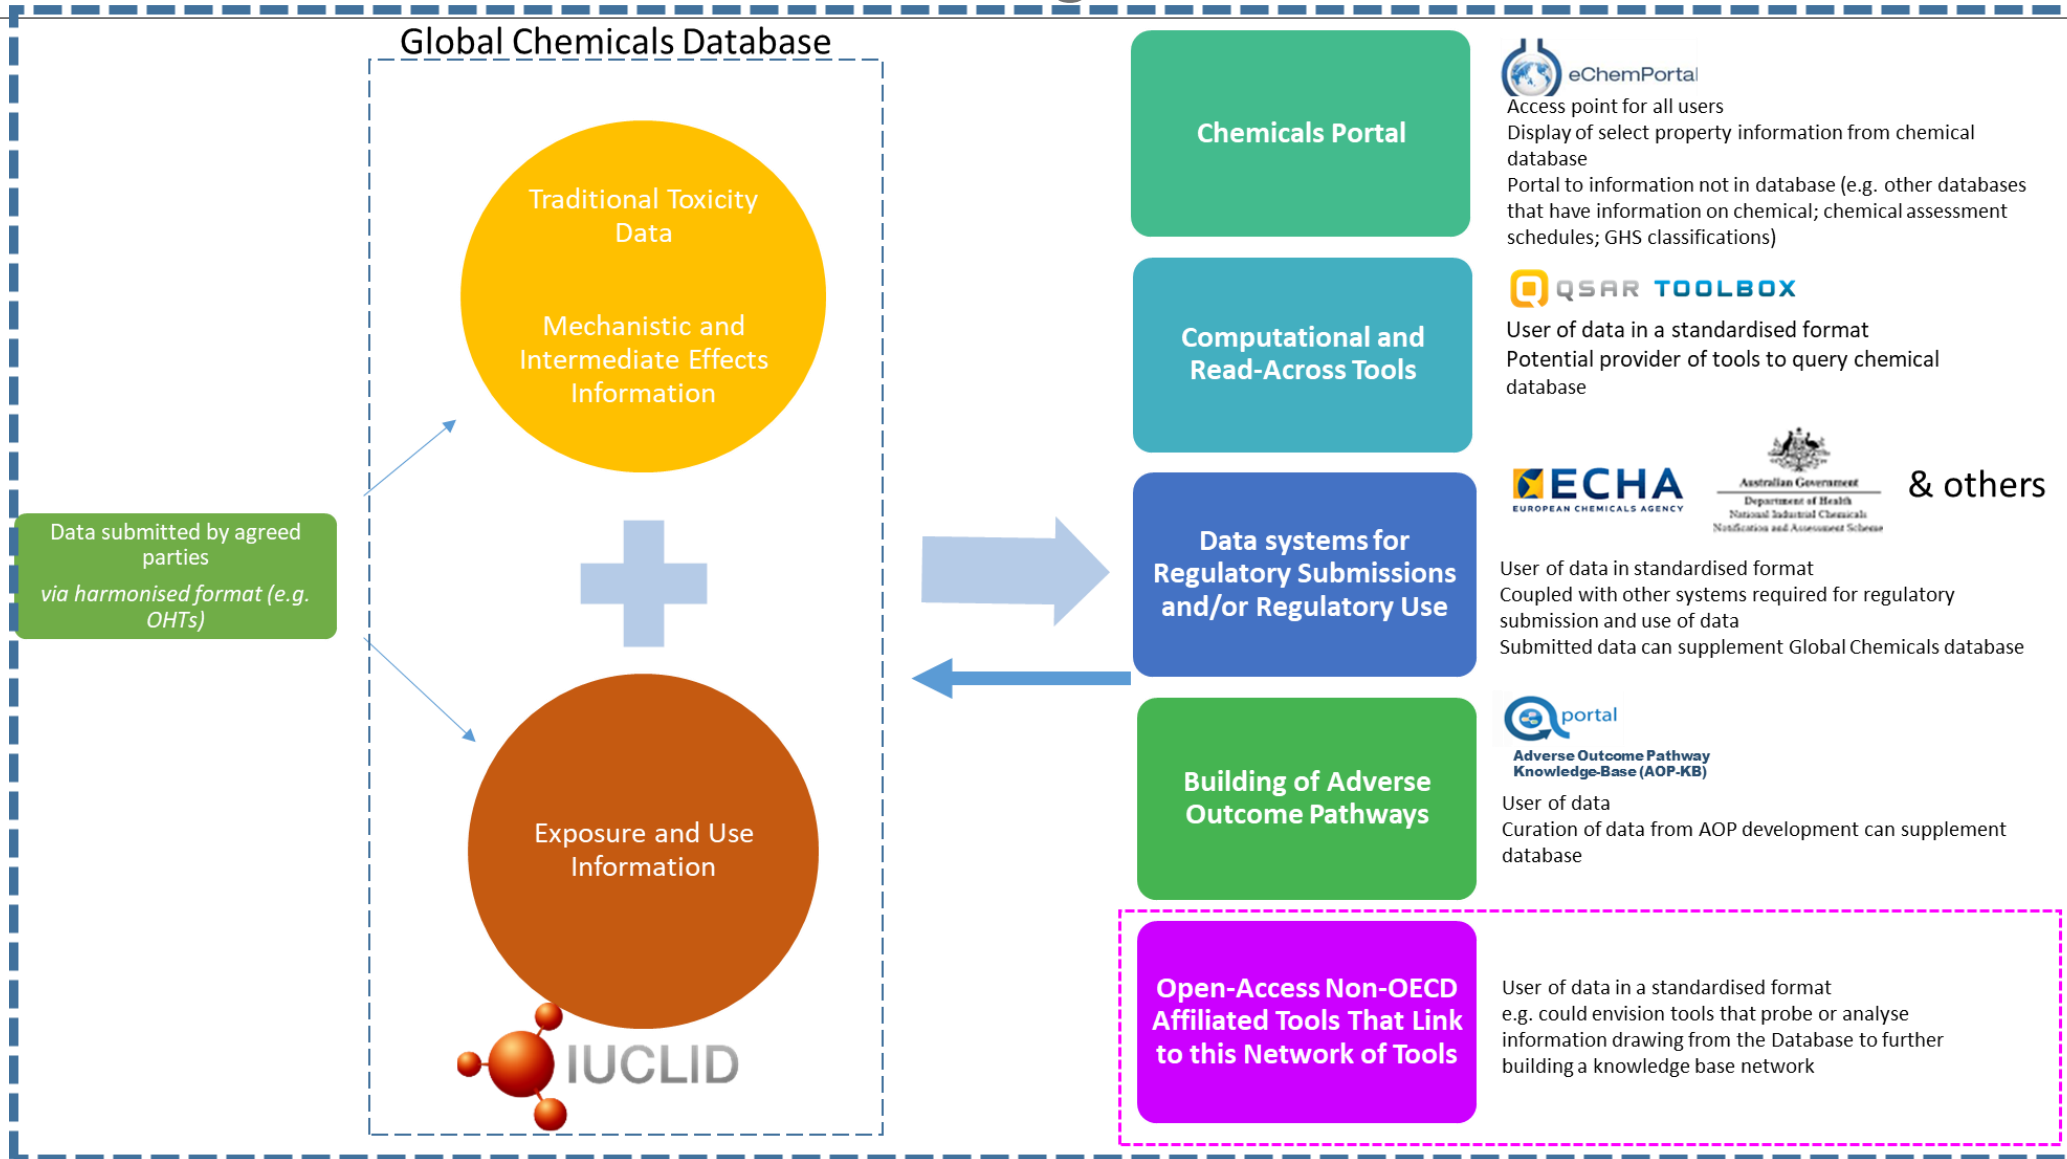 Global Chemicals Database
Traditional Toxicity
Data
Mechanistic and
Intermediate Effects
Information
Data submitted by agreed
parties
via harmonised format (e.g.
OHTs)
Exposure and Use
Information
IUCLID
Chemicals Portal
eChemPortal
Access point for all users
Display of select property information from chemical
database
Portal to information not in database (e.g. other databases
that have information on chemical; chemical assessment
schedules; GHS classifications)
Computational and
Read-Across Tools
QSAR TOOLBOX
User of data in a standardised format
Potential provider of tools to query chemical
database
Data systems for
Regulatory Submissions
and/or Regulatory Use
ECHA
EUROPEAN CHEMICALS AGENCY
Australian Government
Department of Health
National Industrial Chemicals
Notification and Assessment Scheme
& others
User of data in standardised format
Coupled with other systems required for regulatory
submission and use of data
Submitted data can supplement Global Chemicals database
Building of Adverse
Outcome Pathways
portal
Adverse Outcome Pathway
Knowledge-Base (AOP-KB)
User of data
Curation of data from AOP development can supplement
database
Open-Access Non-OECD
Affiliated Tools That Link
to this Network of Tools
User of data in a standardised format
e.g. could envision tools that probe or analyse
information drawing from the Database to further
building a knowledge base network